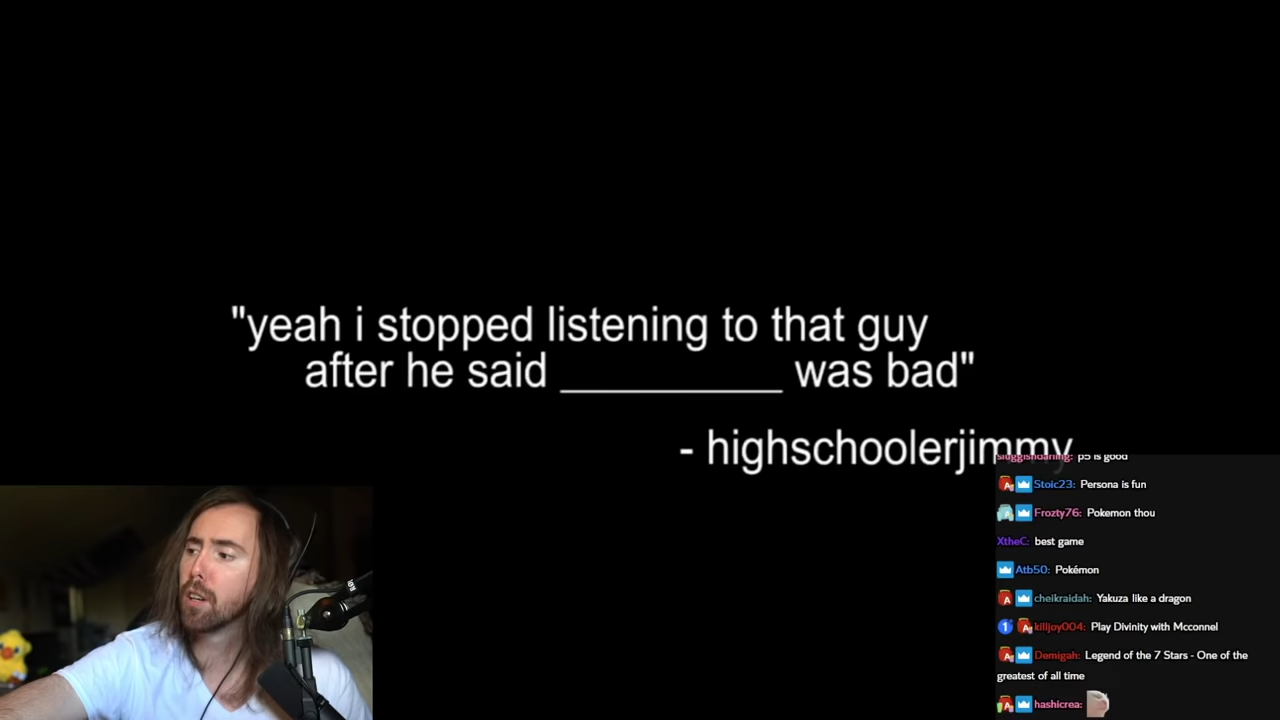 "yeah i stopped listening to that guy
after he said __________ was bad"
- highschoolerjimmy
sluggishdarling: p5 is good
Stoic23: Persona is fun
Frozty76: Pokemon thou
XtheC: best game
Atb50: Pokémon
cheikraidah: Yakuza like a dragon
killjoy004: Play Divinity with Mcconnel
Demigah: Legend of the 7 Stars - One of the
greatest of all time
hashicrea: